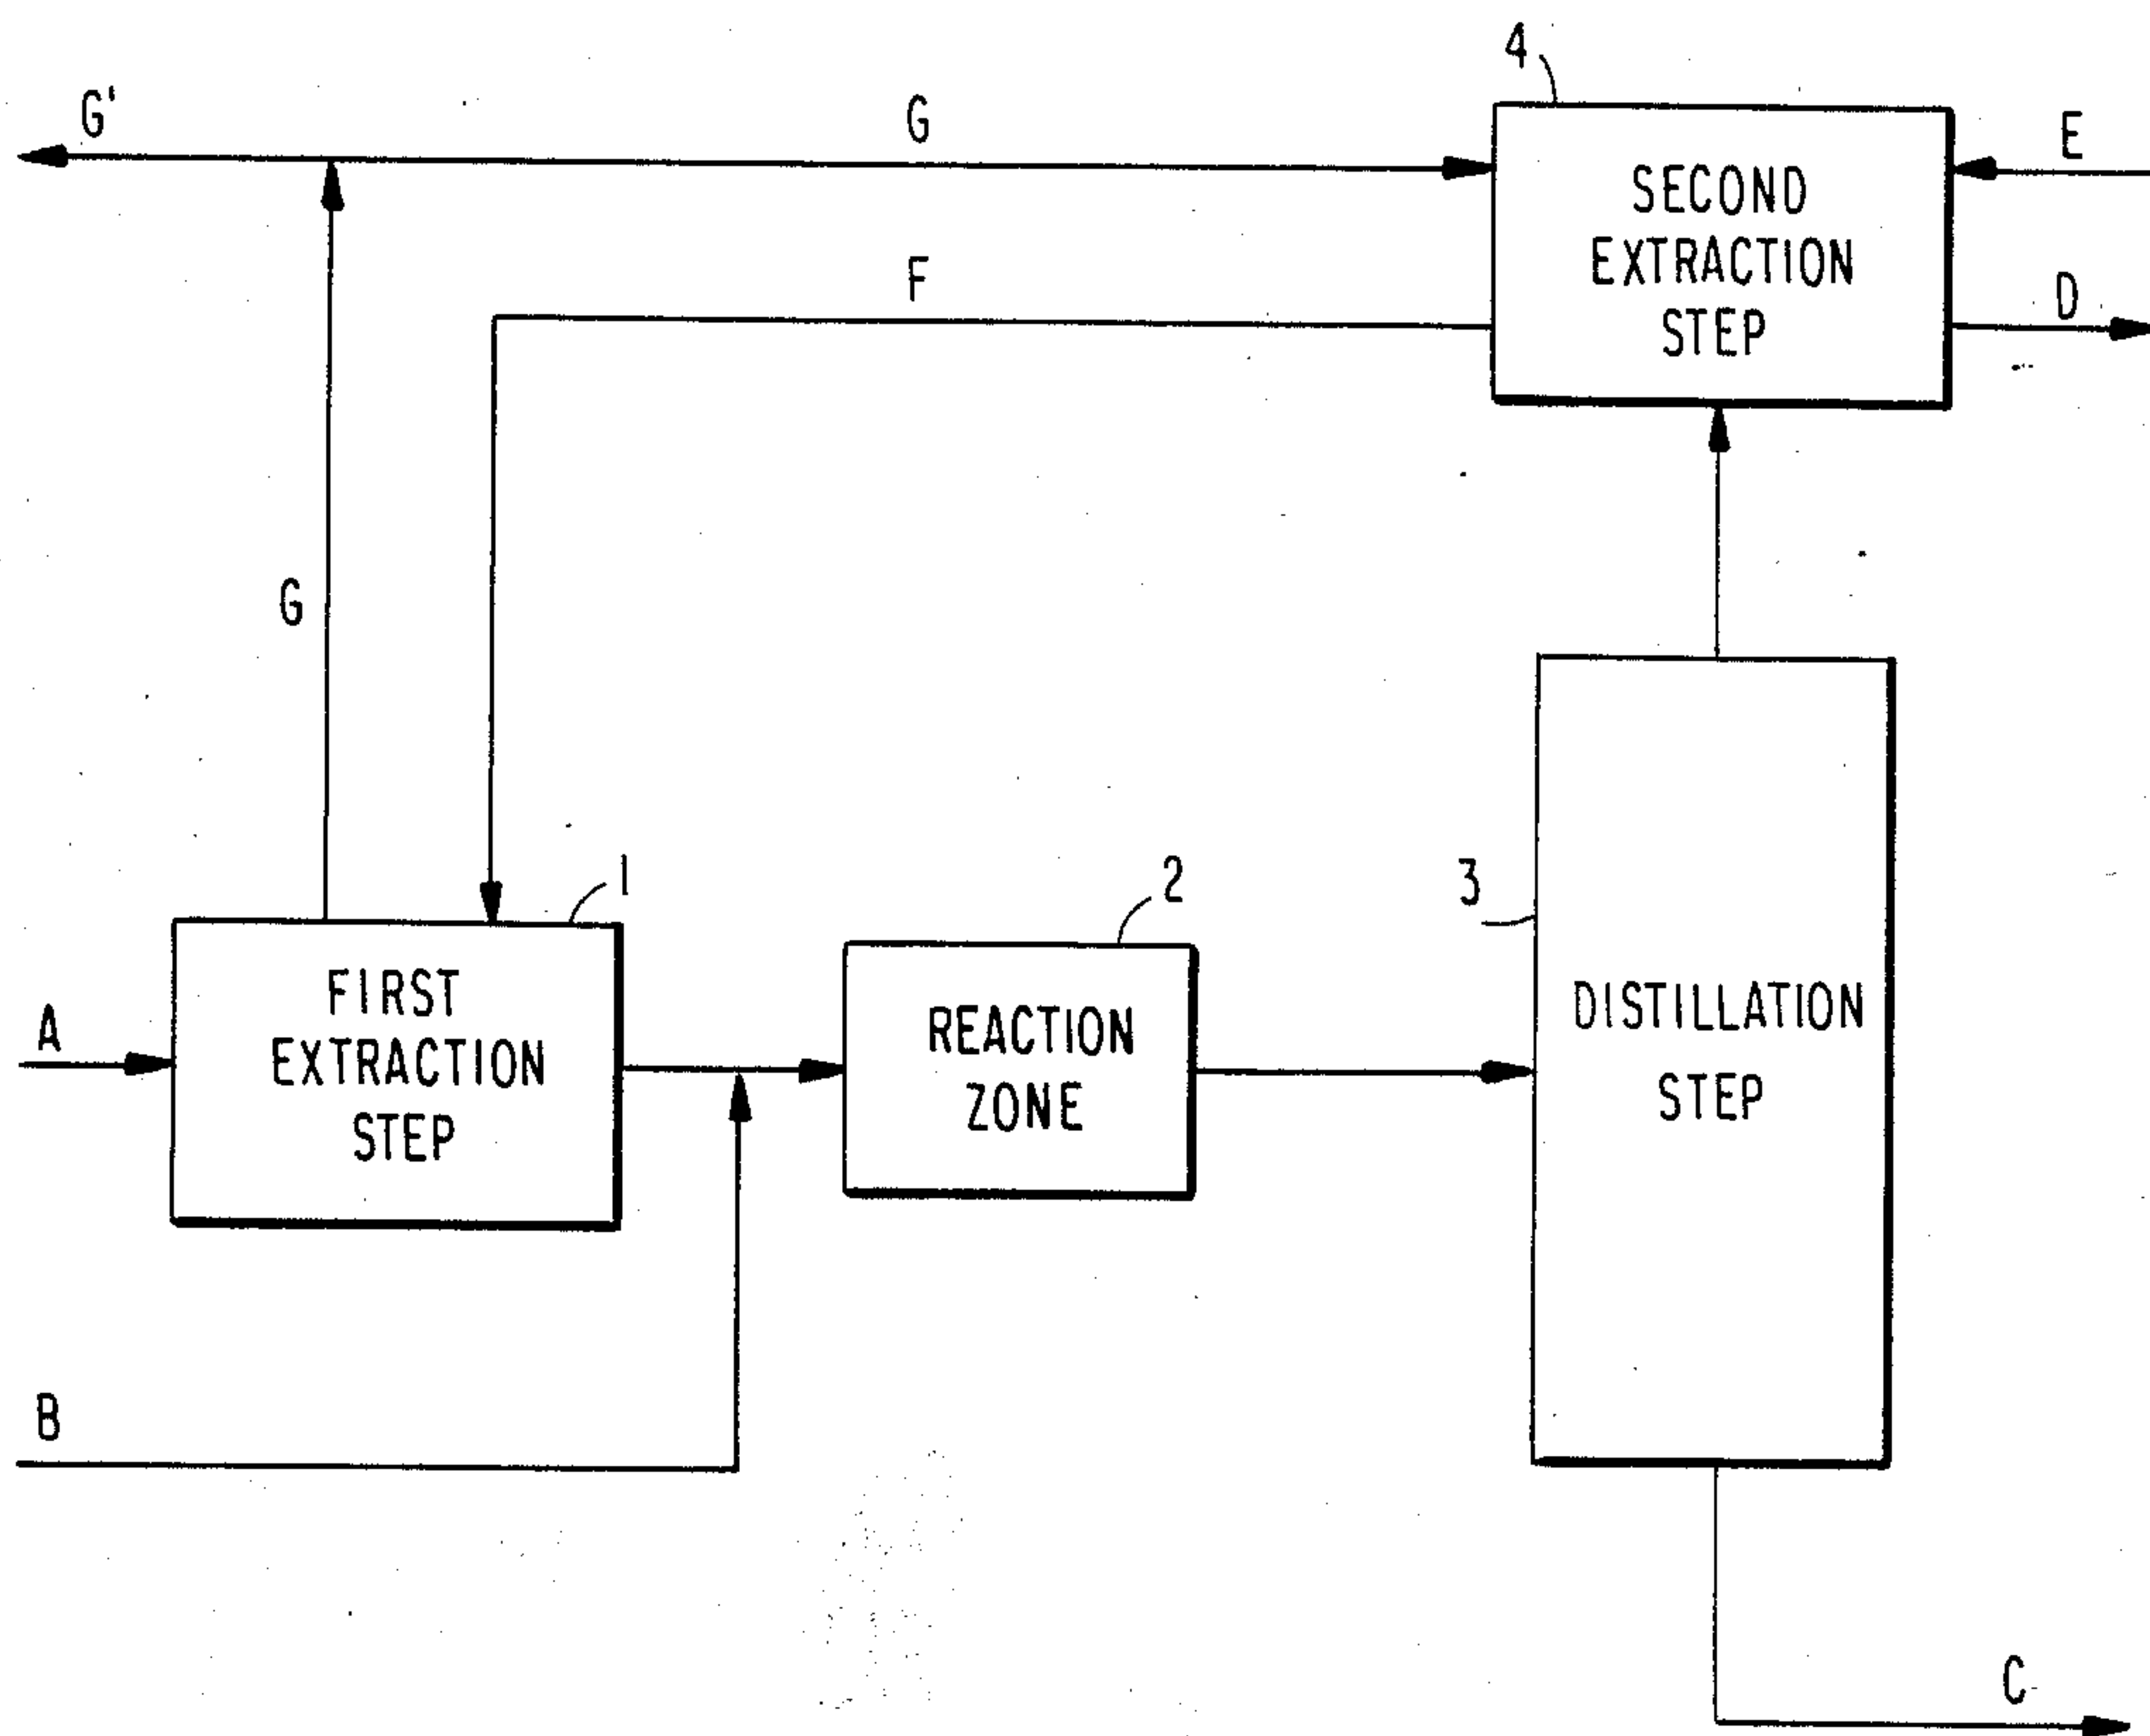 4
G'
G
E
SECOND
EXTRACTION
STEP
F
D
G
1
2
3
FIRST
EXTRACTION
STEP
A
REACTION
ZONE
DISTILLATION
STEP
B
C